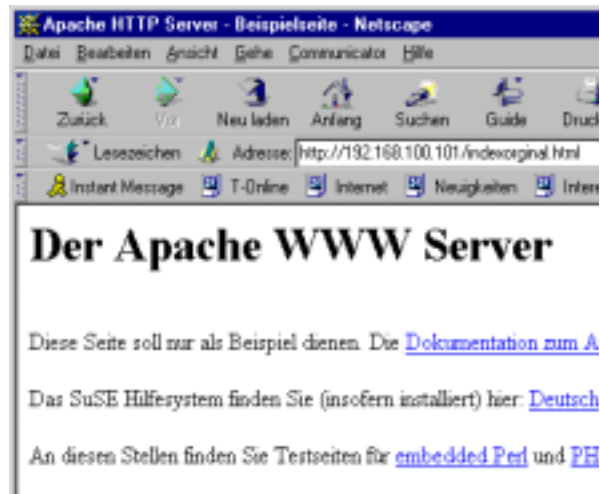 Apache HTTP Server - Beispielseite - Netscape
Datei Bearbeiten Ansicht Gehe Communicator Hilfe
Zurück Vor Neu laden Anfang Suchen Guide Druck
Lesezeichen Adresse: http://192.168.100.101/indexorginal.html
Instant Message T-Online Internet Neuigkeiten Intere
Der Apache WWW Server
Diese Seite soll nur als Beispiel dienen. Die Dokumentation zum A
Das SuSE Hilfesystem finden Sie (insofern installiert) hier: Deutsch
An diesen Stellen finden Sie Testseiten für embedded Perl und PH